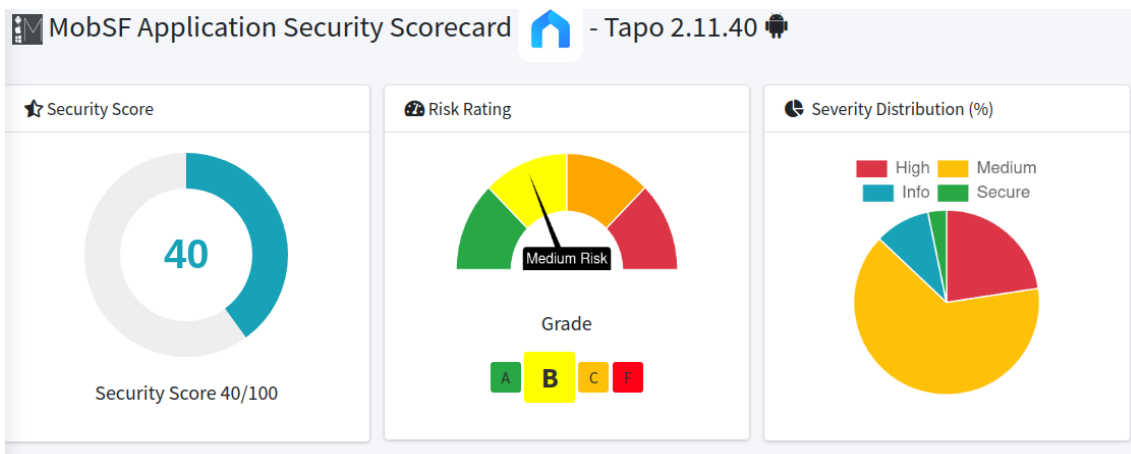 MobSF Application Security Scorecard - Tapo 2.11.40
Security Score
40
Security Score 40/100
Risk Rating
Medium Risk
Grade
A B C F
Severity Distribution (%)
High Medium
Info Secure